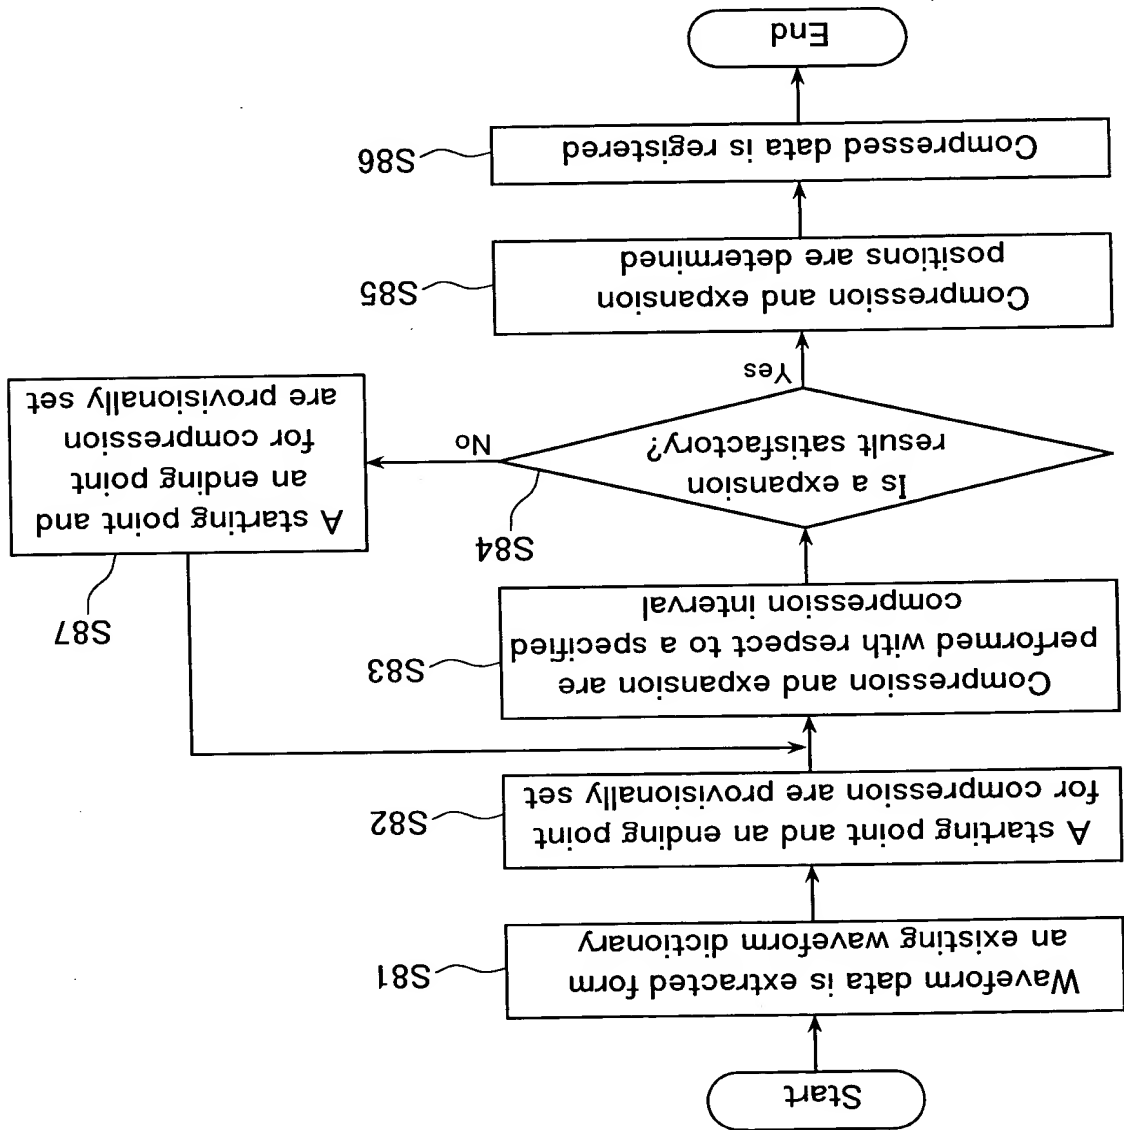 Start
Waveform data is extracted form
an existing waveform dictionary
S81
A starting point and an ending point
for compression are provisionally set
S82
Compression and expansion are
performed with respect to a specified
compression interval
S83
Is a expansion
result satisfactory?
S84
No
Yes
A starting point and
an ending point
for compression
are provisionally set
S87
Compression and expansion
positions are determined
S85
Compressed data is registered
S86
End